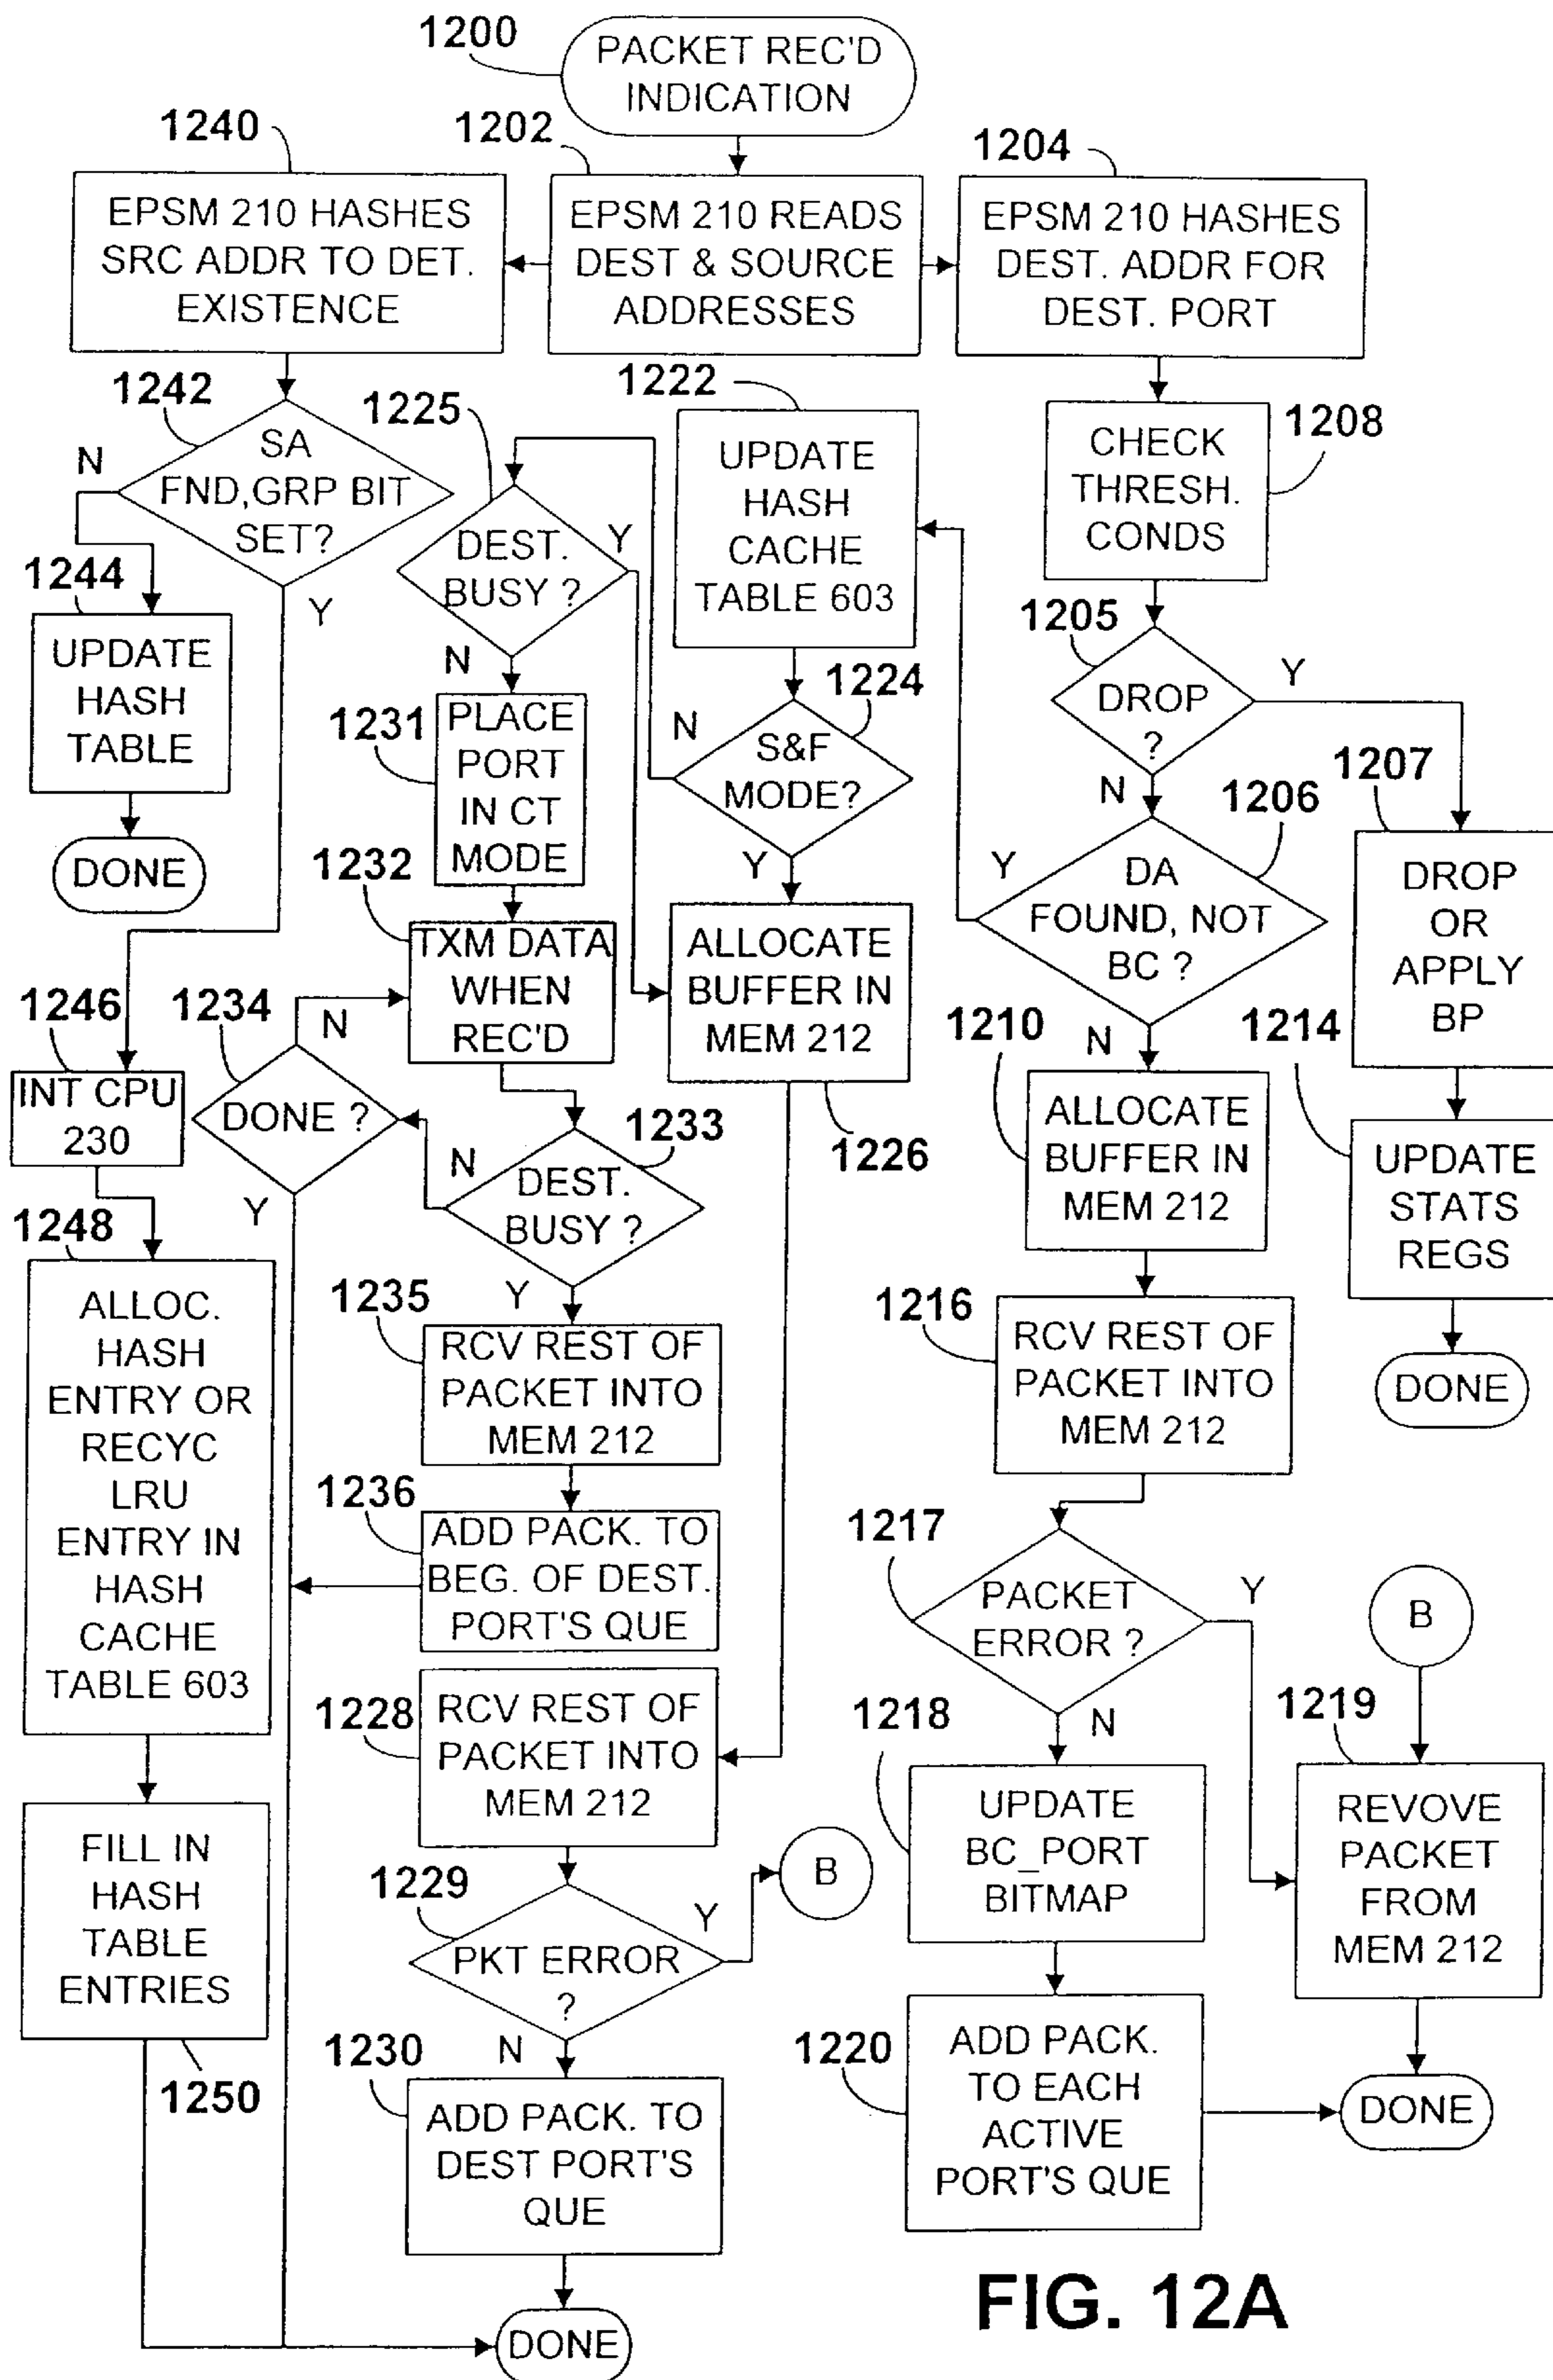 1200
PACKET REC'D
INDICATION
1240
1202
1204
EPSM 210 HASHES
SRC ADDR TO DET.
EXISTENCE
EPSM 210 READS
DEST & SOURCE
ADDRESSES
EPSM 210 HASHES
DEST. ADDR FOR
DEST. PORT
1242
SA
FND,GRP BIT
SET?
N
Y
1244
UPDATE
HASH
TABLE
DONE
1225
DEST.
BUSY ?
Y
N
1222
UPDATE
HASH
CACHE
TABLE 603
1208
CHECK
THRESH.
CONDS
1205
DROP
?
Y
N
1224
S&F
MODE?
N
Y
1231
PLACE
PORT
IN CT
MODE
1207
DROP
OR
APPLY
BP
1206
DA
FOUND, NOT
BC ?
Y
N
1232
TXM DATA
WHEN
REC'D
ALLOCATE
BUFFER IN
MEM 212
1226
1246
INT CPU
230
1234
DONE ?
N
Y
1233
DEST.
BUSY ?
N
Y
1210
ALLOCATE
BUFFER IN
MEM 212
1214
UPDATE
STATS
REGS
DONE
1248
ALLOC.
HASH
ENTRY OR
RECYC
LRU
ENTRY IN
HASH
CACHE
TABLE 603
1235
RCV REST OF
PACKET INTO
MEM 212
1216
RCV REST OF
PACKET INTO
MEM 212
1236
ADD PACK. TO
BEG. OF DEST.
PORT'S QUE
1217
PACKET
ERROR ?
Y
N
B
1228
RCV REST OF
PACKET INTO
MEM 212
1218
UPDATE
BC_PORT
BITMAP
1219
REVOVE
PACKET
FROM
MEM 212
FILL IN
HASH
TABLE
ENTRIES
1250
1229
PKT ERROR
?
Y
N
B
1230
ADD PACK. TO
DEST PORT'S
QUE
1220
ADD PACK.
TO EACH
ACTIVE
PORT'S QUE
DONE
DONE
FIG. 12A